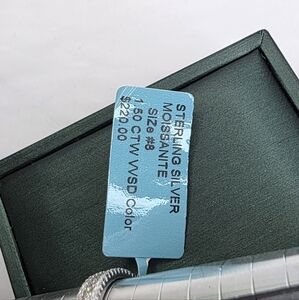 STERLING SILVER
MOISSANITE
SIZe #8
1.50 CTW VVSD Color
$220.00